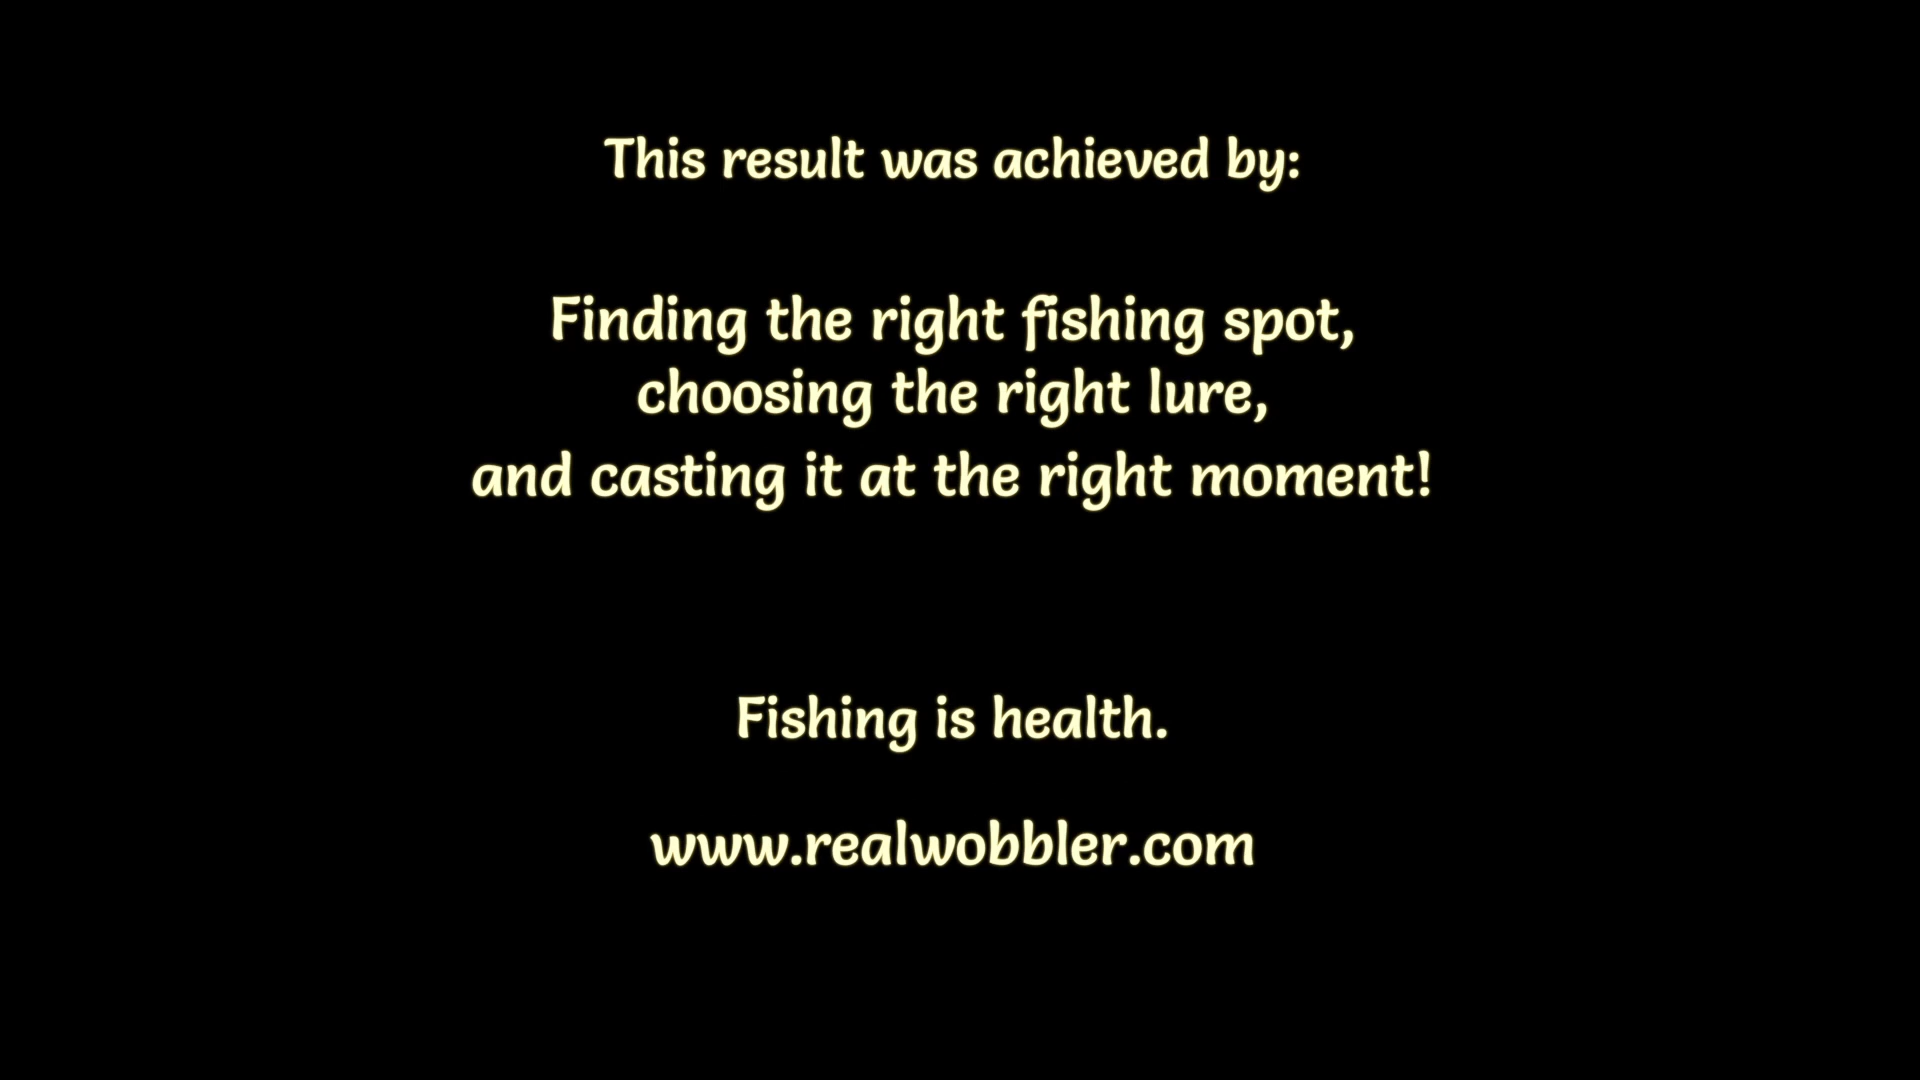 This result was achieved by:
Finding the right fishing spot,
choosing the right lure,
and casting it at the right moment!
Fishing is health.
www.realwobbler.com